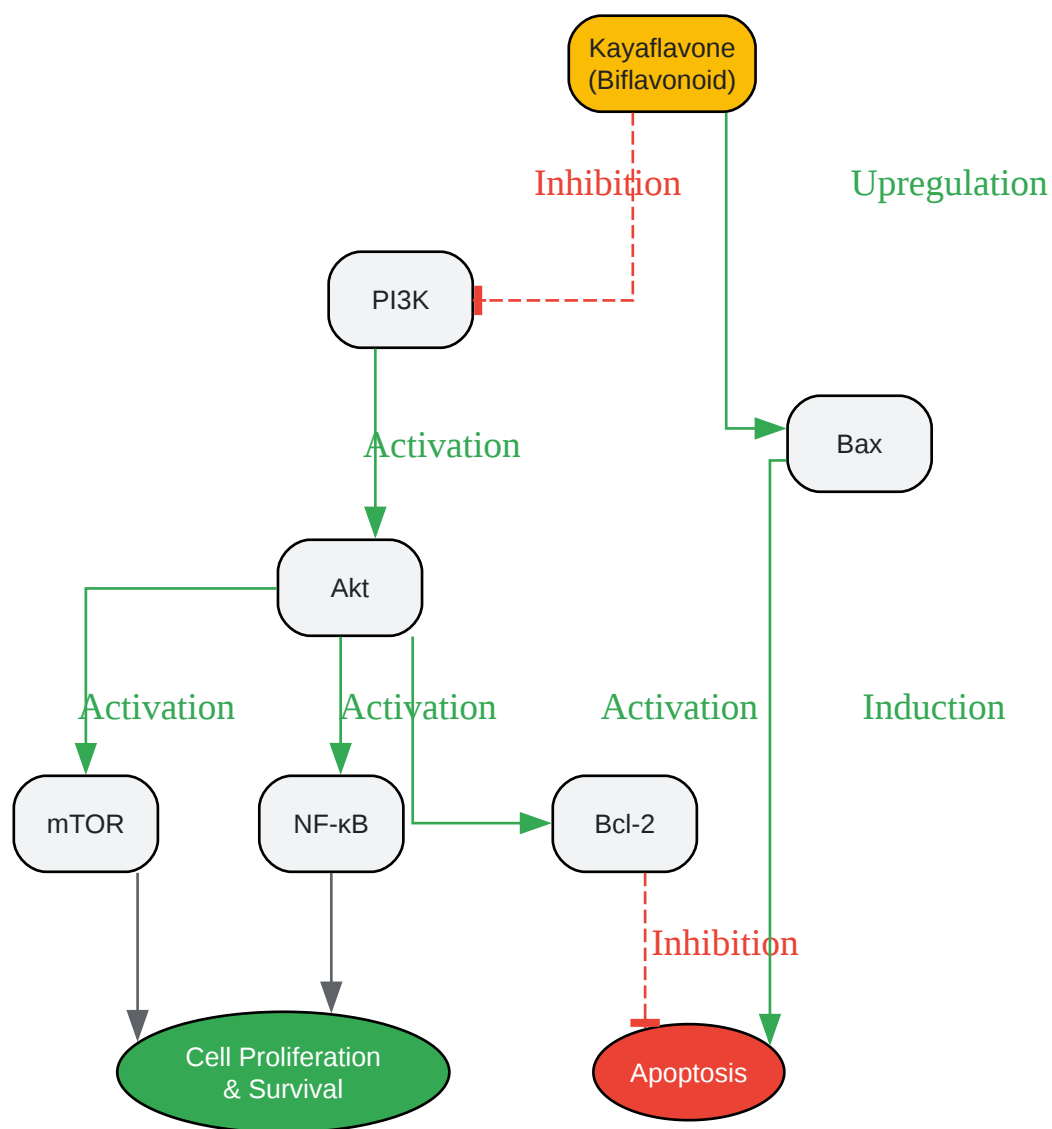 Kayaflavone
(Biflavonoid)
Inhibition
Upregulation
PI3K
Activation
Bax
Akt
Activation
Activation
Activation
Induction
mTOR
NF-κB
Bcl-2
Inhibition
Cell Proliferation
& Survival
Apoptosis